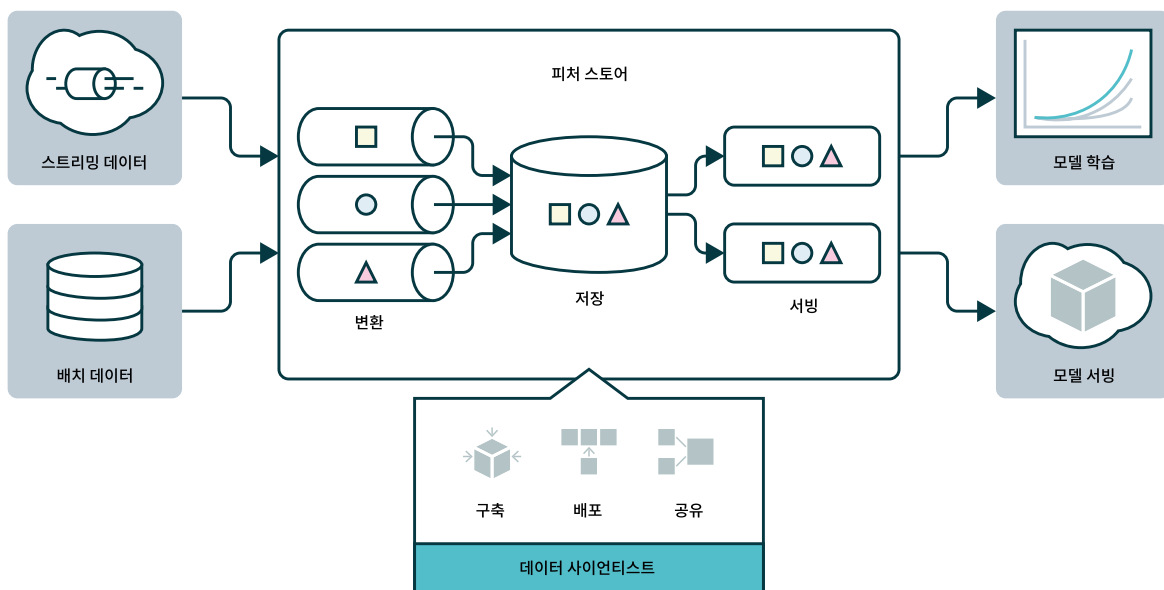 피처 스토어
스트리밍 데이터
배치 데이터
변환
저장
서빙
모델 학습
모델 서빙
구축
배포
공유
데이터 사이언티스트